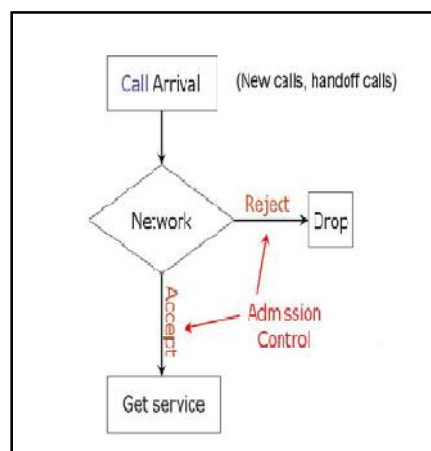 Call Arrival
(New calls, handoff calls)
Reject
Network
Drop
Accept
Admission
Control
Get service